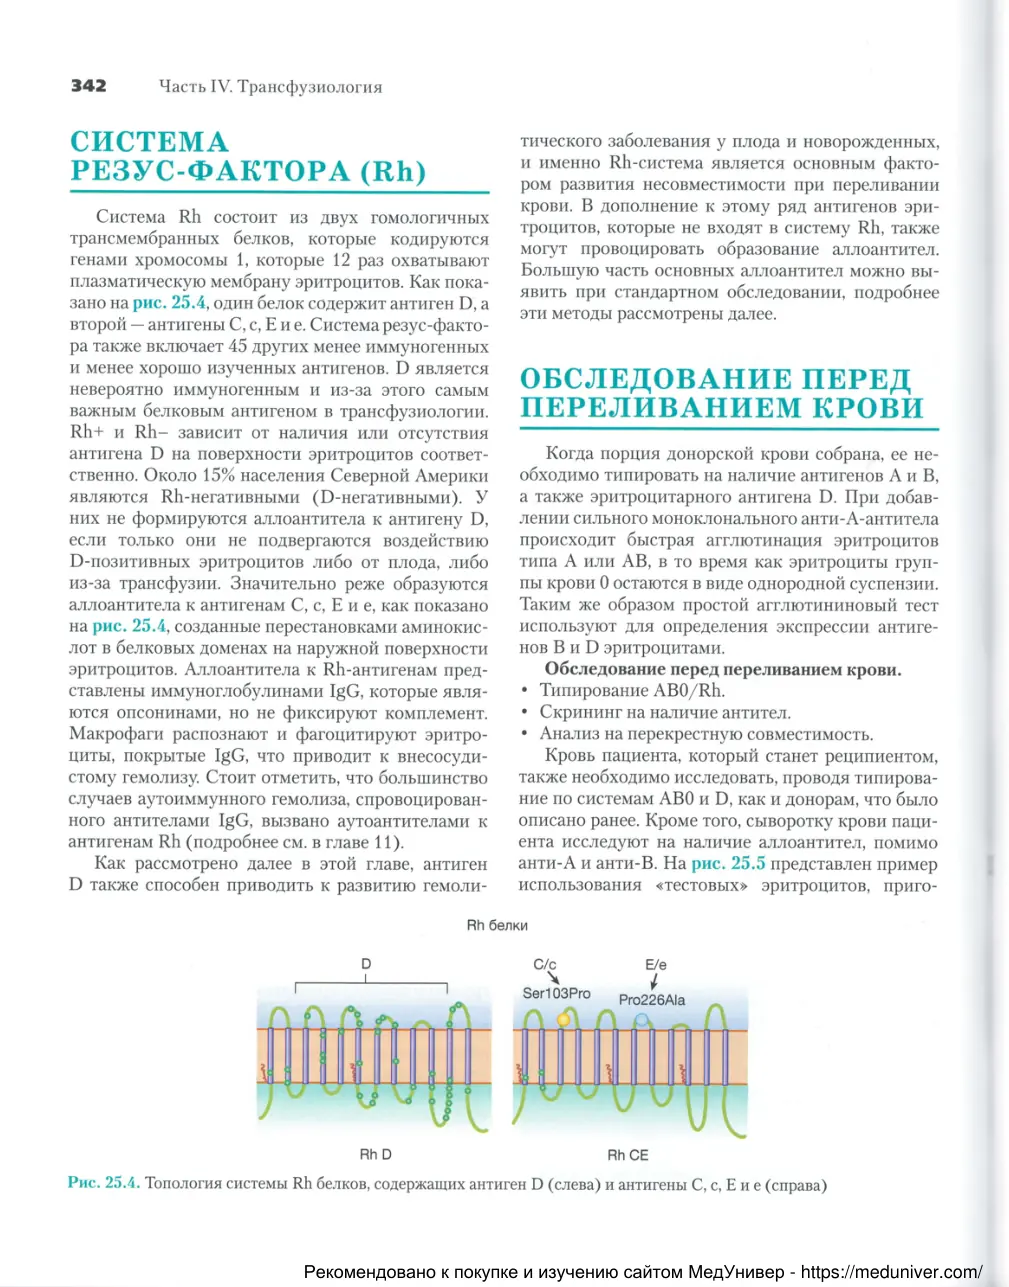 342 Часть IV. Трансфузиология
СИСТЕМА
РЕЗУС-ФАКТОРА (Rh)
Система Rh состоит из двух гомологичных
трансмембранных белков, которые кодируются
генами хромосомы 1, которые 12 раз охватывают
плазматическую мембрану эритроцитов. Как пока-
зано на рис. 25.4, один белок содержит антиген D, а
второй — антигены C, c, E и e. Система резус-факто-
ра также включает 45 других менее иммуногенных
и менее хорошо изученных антигенов. D является
невероятно иммуногенным и из-за этого самым
важным белковым антигеном в трансфузиологии.
Rh+ и Rh− зависит от наличия или отсутствия
антигена D на поверхности эритроцитов соответ-
ственно. Около 15% населения Северной Америки
являются Rh-негативными (D-негативными). У
них не формируются аллоантитела к антигену D,
если только они не подвергаются воздействию
D-позитивных эритроцитов либо от плода, либо
из-за трансфузии. Значительно реже образуются
аллоантитела к антигенам C, c, E и e, как показано
на рис. 25.4, созданные перестановками аминокис-
лот в белковых доменах на наружной поверхности
эритроцитов. Аллоантитела к Rh-антигенам пред-
ставлены иммуноглобулинами IgG, которые явля-
ются опсонинами, но не фиксируют комплемент.
Макрофаги распознают и фагоцитируют эритро-
циты, покрытые IgG, что приводит к внесосуди-
стому гемолизу. Стоит отметить, что большинство
случаев аутоиммунного гемолиза, спровоцирован-
ного антителами IgG, вызвано аутоантителами к
антигенам Rh (подробнее см. в главе 11).
Как рассмотрено далее в этой главе, антиген
D также способен приводить к развитию гемоли-
тического заболевания у плода и новорожденных,
и именно Rh-система является основным факто-
ром развития несовместимости при переливании
крови. В дополнение к этому ряд антигенов эри-
троцитов, которые не входят в систему Rh, также
могут провоцировать образование аллоантител.
Большую часть основных аллоантител можно вы-
явить при стандартном обследовании, подробнее
эти методы рассмотрены далее.
ОБСЛЕДОВАНИЕ ПЕРЕД
ПЕРЕЛИВАНИЕМ КРОВИ
Когда порция донорской крови собрана, ее не-
обходимо типировать на наличие антигенов A и B,
а также эритроцитарного антигена D. При добав-
лении сильного моноклонального анти-А-антитела
происходит быстрая агглютинация эритроцитов
типа A или AB, в то время как эритроциты груп-
пы крови 0 остаются в виде однородной суспензии.
Таким же образом простой агглютининовый тест
используют для определения экспрессии антиге-
нов B и D эритроцитами.
Обследование перед переливанием крови.
• Типирование AB0/Rh.
• Скрининг на наличие антител.
• Анализ на перекрестную совместимость.
Кровь пациента, который станет реципиентом,
также необходимо исследовать, проводя типирова-
ние по системам AB0 и D, как и донорам, что было
описано ранее. Кроме того, сыворотку крови паци-
ента исследуют на наличие аллоантител, помимо
анти-A и анти-B. На рис. 25.5 представлен пример
использования «тестовых» эритроцитов, приго-
Rh белки
D
C/c E/e
Ser103Pro Pro226Ala
Rh D Rh CE
Рис. 25.4. Топология системы Rh белков, содержащих антиген D (слева) и антигены C, c, E и e (справа)
Рекомендовано к покупке и изучению сайтом МедУнивер - https://meduniver.com/